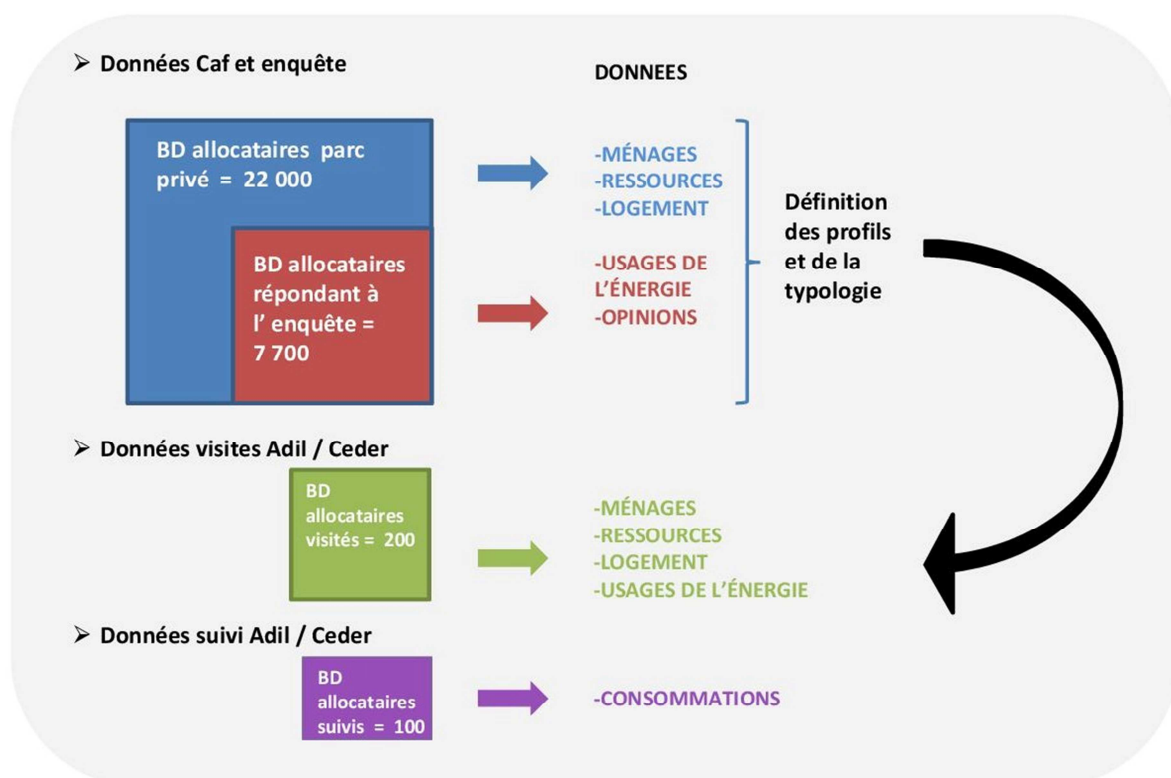 ➢ Données Caf et enquête
DONNEES
BD allocataires parc
privé = 22 000
-MÉNAGES
-RESSOURCES
-LOGEMENT
BD allocataires
répondant à
l’ enquête =
7 700
-USAGES DE
L’ÉNERGIE
-OPINIONS
Définition
des profils
et de la
typologie
➢ Données visites Adil / Ceder
BD
allocataires
visités = 200
-MÉNAGES
-RESSOURCES
-LOGEMENT
-USAGES DE L’ÉNERGIE
➢ Données suivi Adil / Ceder
BD
allocataires
suivis = 100
-CONSOMMATIONS